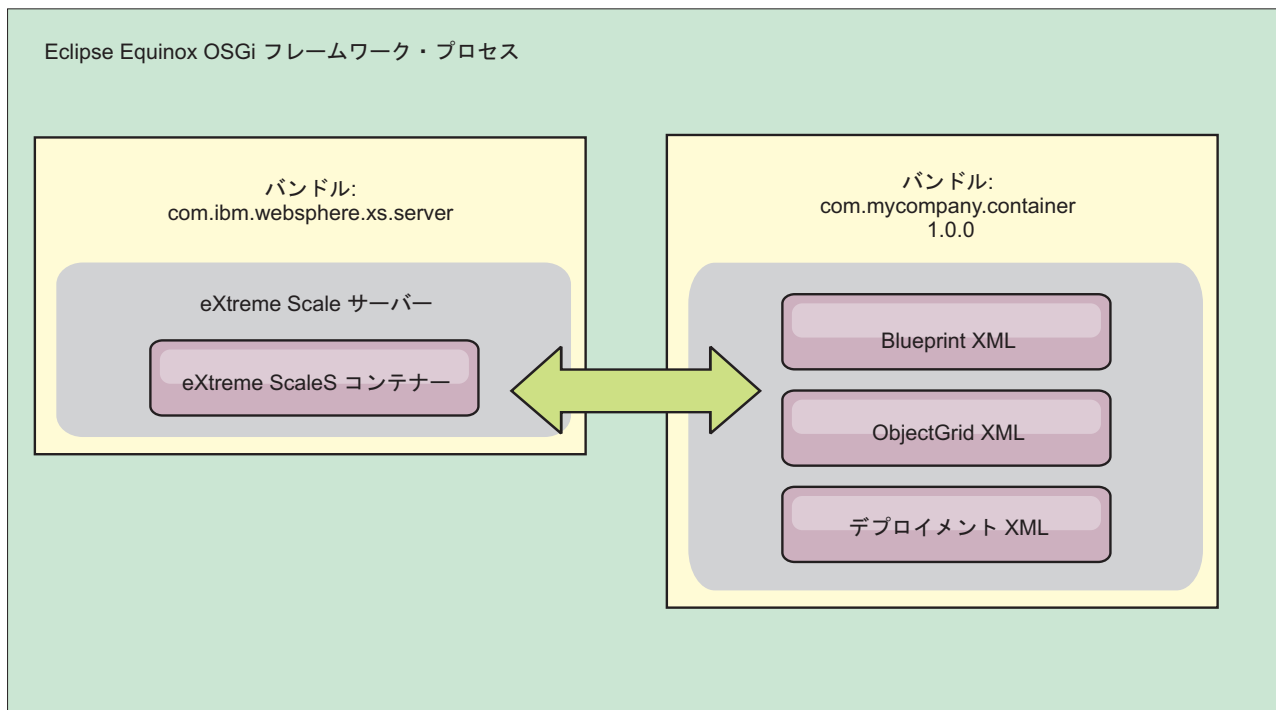 Eclipse Equinox OSGi フレームワーク・プロセス
バンドル:
com.ibm.websphere.xs.server
eXtreme Scale サーバー
eXtreme ScaleS コンテナー
バンドル:
com.mycompany.container
1.0.0
Blueprint XML
ObjectGrid XML
デプロイメント XML